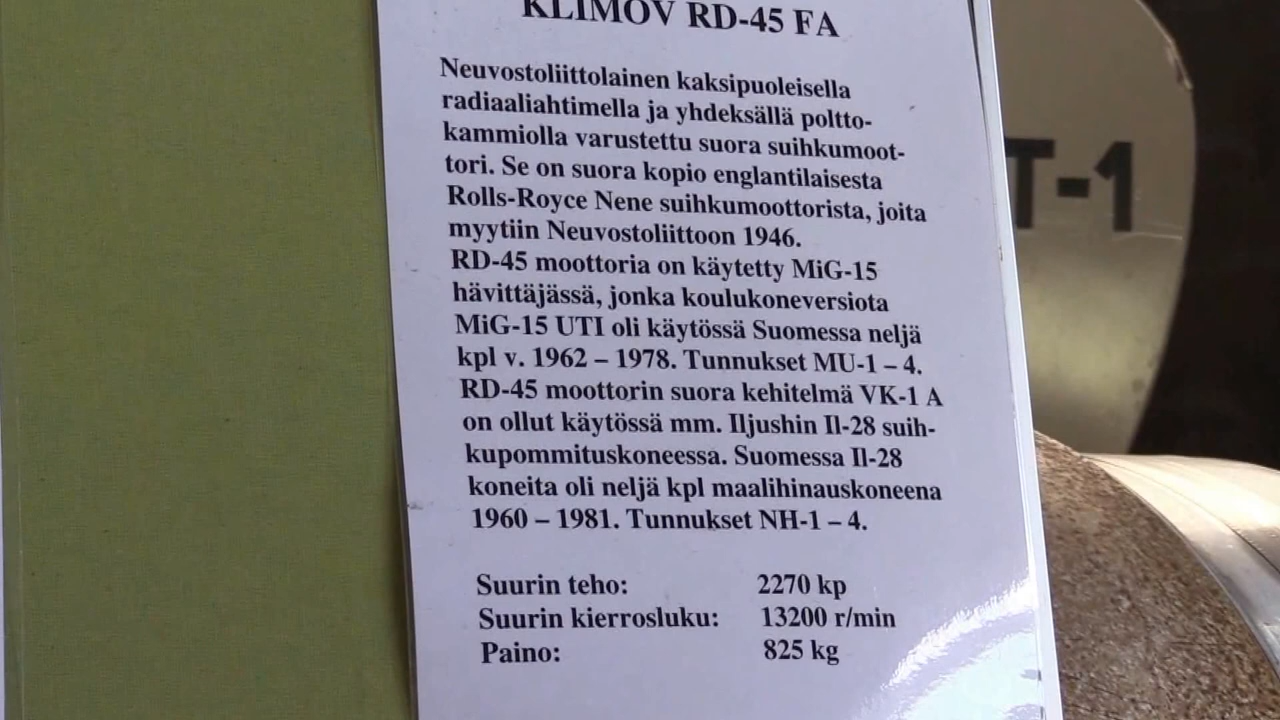 KLIMOV RD-45 FA
Neuvostoliittolainen kaksipuoleisella
radiaaliahtimella ja yhdeksällä poltto-
kammiolla varustettu suora suihkumoot-
tori. Se on suora kopio englantilaisesta
Rolls-Royce Nene suihkumoottorista, joita
myytiin Neuvostoliittoon 1946.
RD-45 moottoria on käytetty MiG-15
hävittäjässä, jonka koulukoneversiota
MiG-15 UTI oli käytössä Suomessa neljä
kpl v. 1962 – 1978. Tunnukset MU-1 – 4.
RD-45 moottorin suora kehitelmä VK-1 A
on ollut käytössä mm. Iljushin Il-28 suih-
kupommituskoneessa. Suomessa Il-28
koneita oli neljä kpl maalihinauskoneena
1960 – 1981. Tunnukset NH-1 – 4.
Suurin teho: 2270 kp
Suurin kierrosluku: 13200 r/min
Paino: 825 kg
T-1